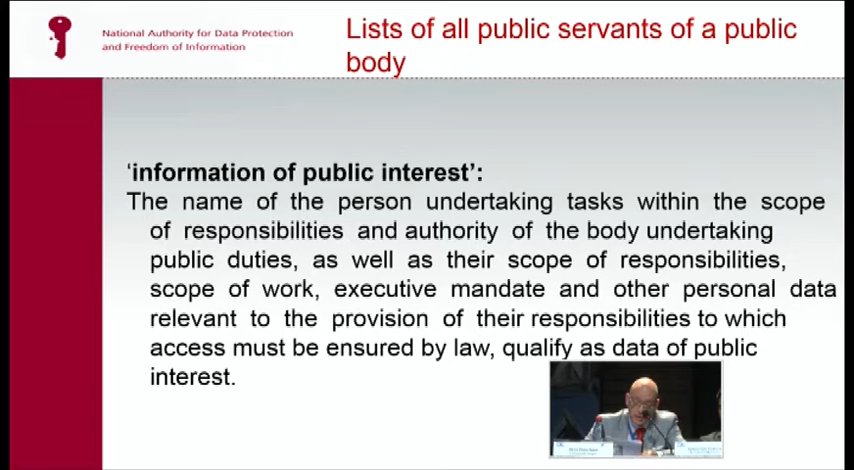 National Authority for Data Protection
and Freedom of Information
Lists of all public servants of a public
body
‘information of public interest’:
The name of the person undertaking tasks within the scope
of responsibilities and authority of the body undertaking
public duties, as well as their scope of responsibilities,
scope of work, executive mandate and other personal data
relevant to the provision of their responsibilities to which
access must be ensured by law, qualify as data of public
interest.